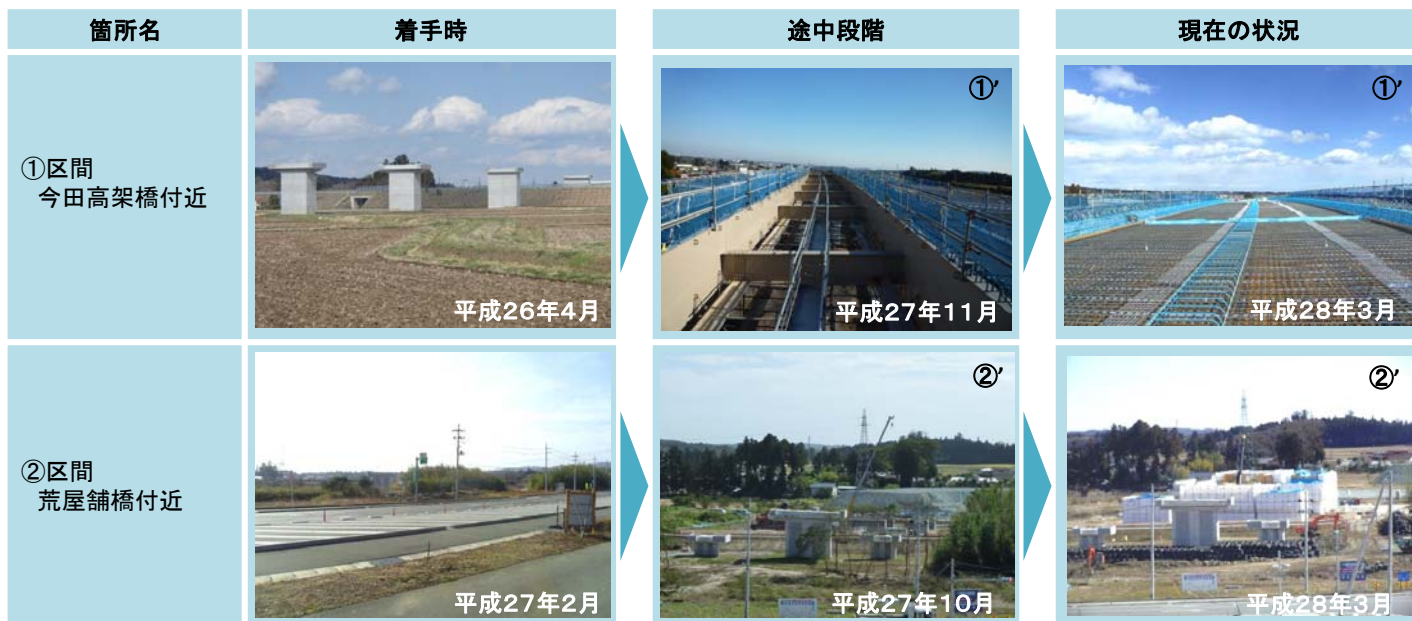 箇所名
着手時
途中段階
現在の状況
①区間
今田高架橋付近
平成26年4月
①’
平成27年11月
①’
平成28年3月
②区間
荒屋舗橋付近
平成27年2月
②’
平成27年10月
②’
平成28年3月